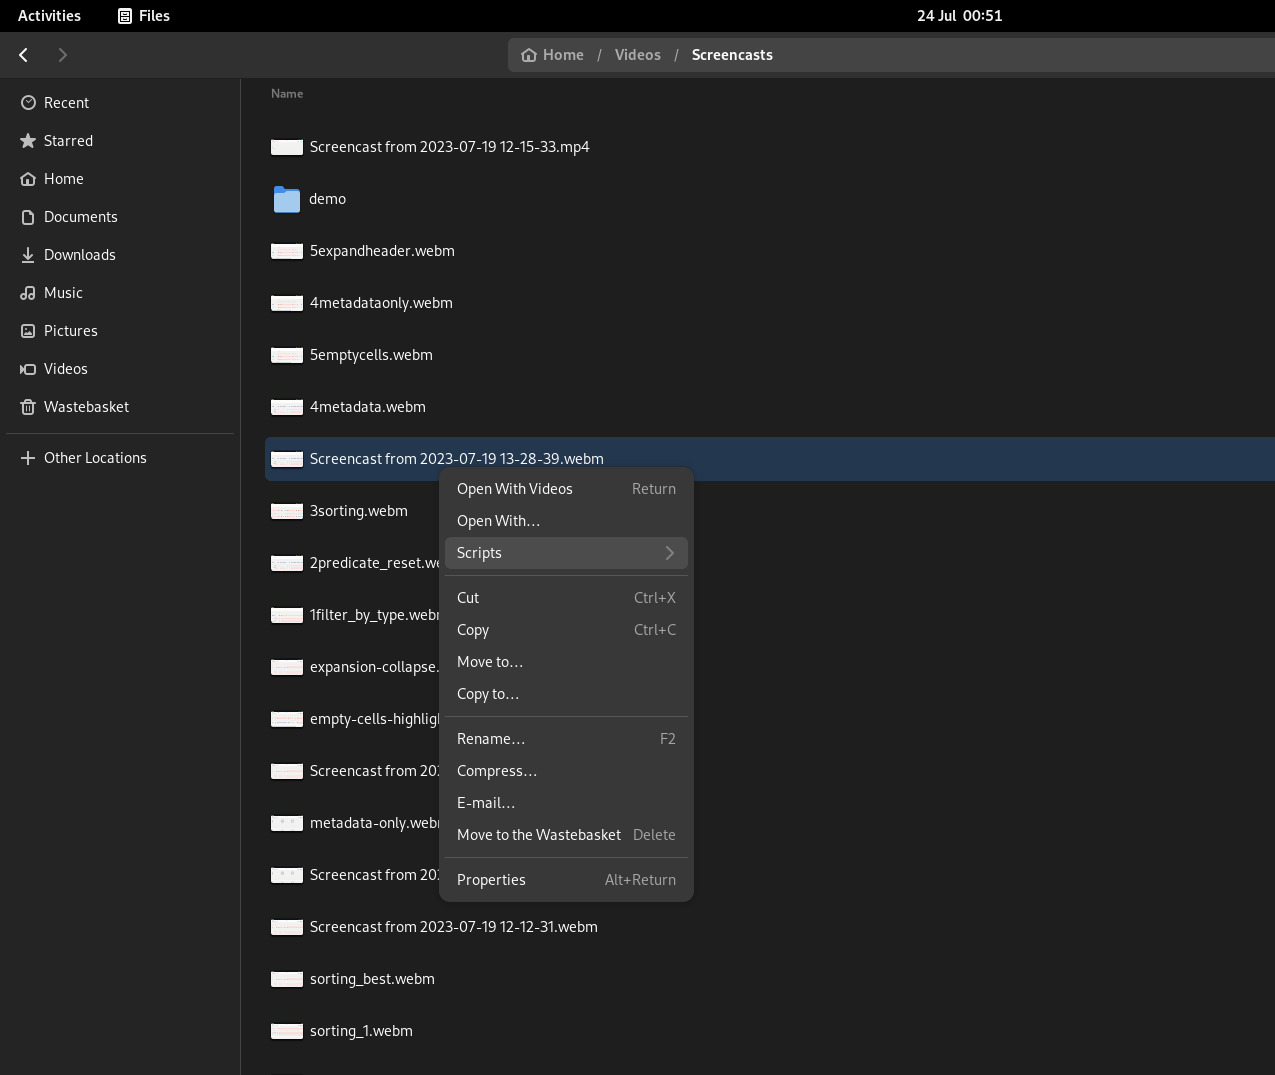 Activities
Files
24 Jul 00:51
Home / Videos / Screencasts
Recent
Starred
Home
Documents
Downloads
Music
Pictures
Videos
Wastebasket
Other Locations
Name
Screencast from 2023-07-19 12-15-33.mp4
demo
5expandheader.webm
4metadataonly.webm
5emptycells.webm
4metadata.webm
Screencast from 2023-07-19 13-28-39.webm
3sorting.webm
2predicate_reset.we
1filter_by_type.webm
expansion-collapse.
empty-cells-highligh
Screencast from 202
metadata-only.webm
Screencast from 202
Screencast from 2023-07-19 12-12-31.webm
sorting_best.webm
sorting_1.webm
Open With Videos Return
Open With…
Scripts
Cut Ctrl+X
Copy Ctrl+C
Move to…
Copy to…
Rename… F2
Compress…
E-mail…
Move to the Wastebasket Delete
Properties Alt+Return